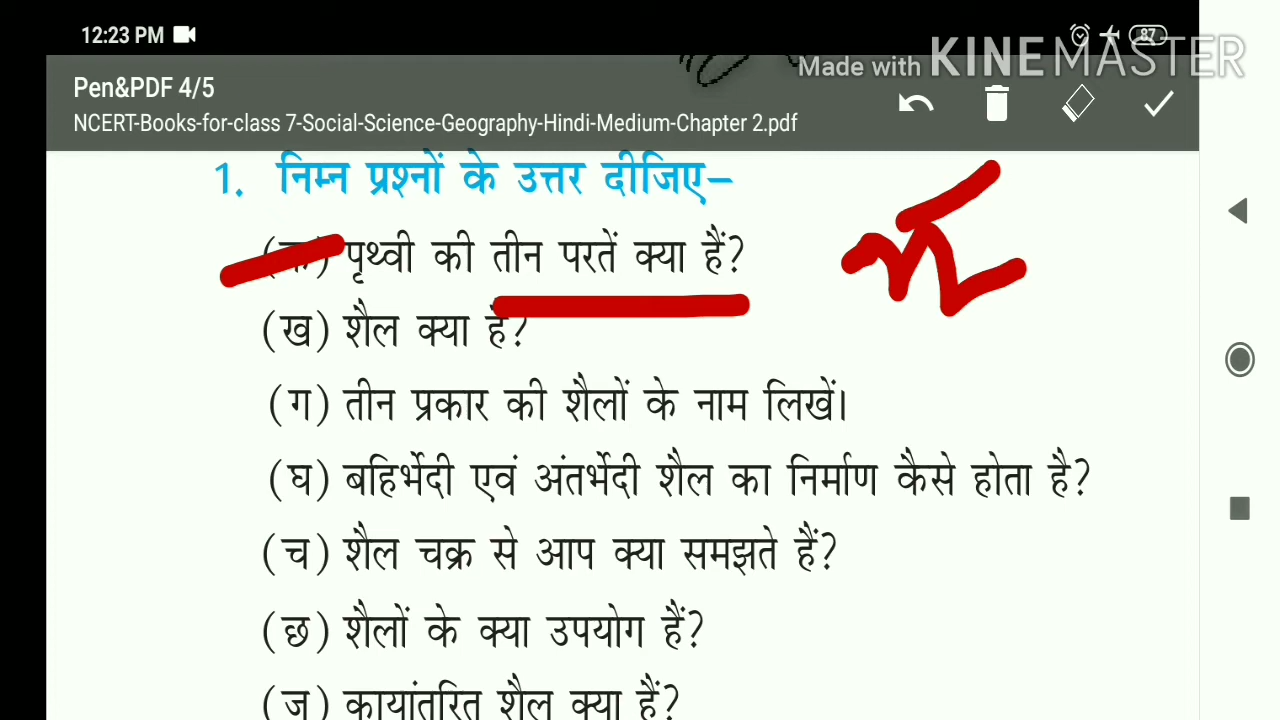 12:23 PM
87
Made with KINEMASTER
Pen&PDF 4/5
NCERT-Books-for-class 7-Social-Science-Geography-Hindi-Medium-Chapter 2.pdf
1. निम्न प्रश्नों के उत्तर दीजिए–
(क) पृथ्वी की तीन परतें क्या हैं?
(ख) शैल क्या है?
(ग) तीन प्रकार की शैलों के नाम लिखें।
(घ) बहिर्भेदी एवं अंतर्भेदी शैल का निर्माण कैसे होता है?
(च) शैल चक्र से आप क्या समझते हैं?
(छ) शैलों के क्या उपयोग हैं?
(ज) कायांतरित शैल क्या हैं?